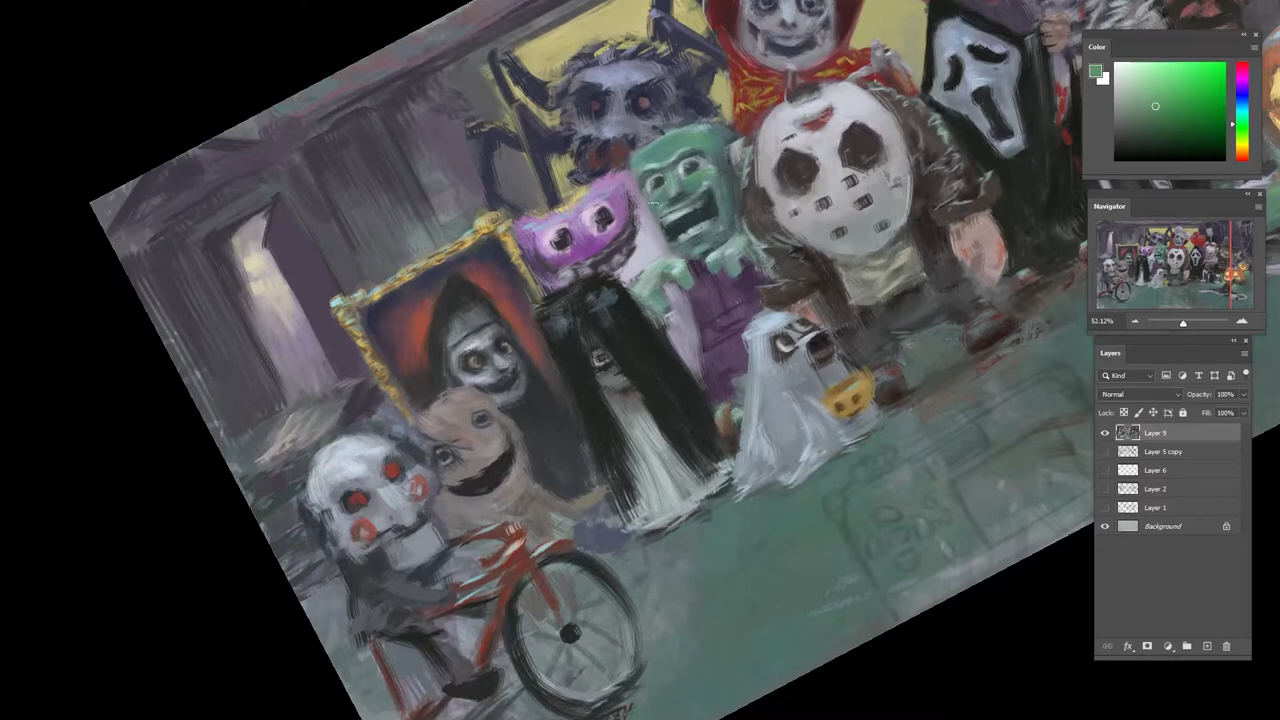 Color
Navigator
52.12%
Layers
Kind
Normal
Opacity: 100%
Lock:
Fill: 100%
Layer 9
Layer 5 copy
Layer 6
Layer 2
Layer 1
Background
fx